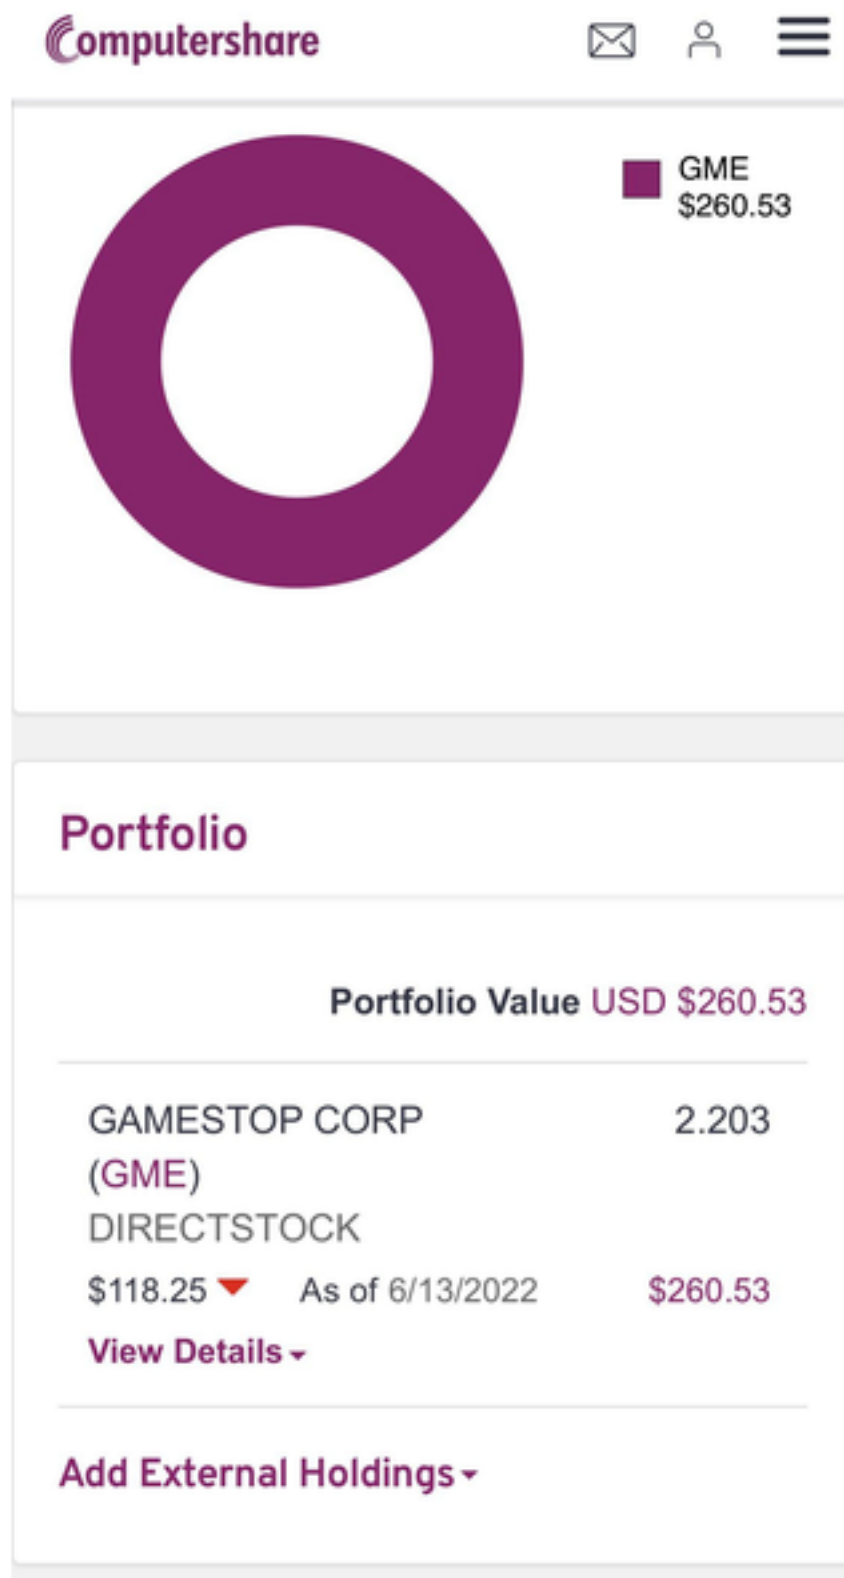 Computershare
GME
$260.53
Portfolio
Portfolio Value USD $260.53
GAMESTOP CORP 2.203
(GME)
DIRECTSTOCK
$118.25 As of 6/13/2022 $260.53
View Details
Add External Holdings